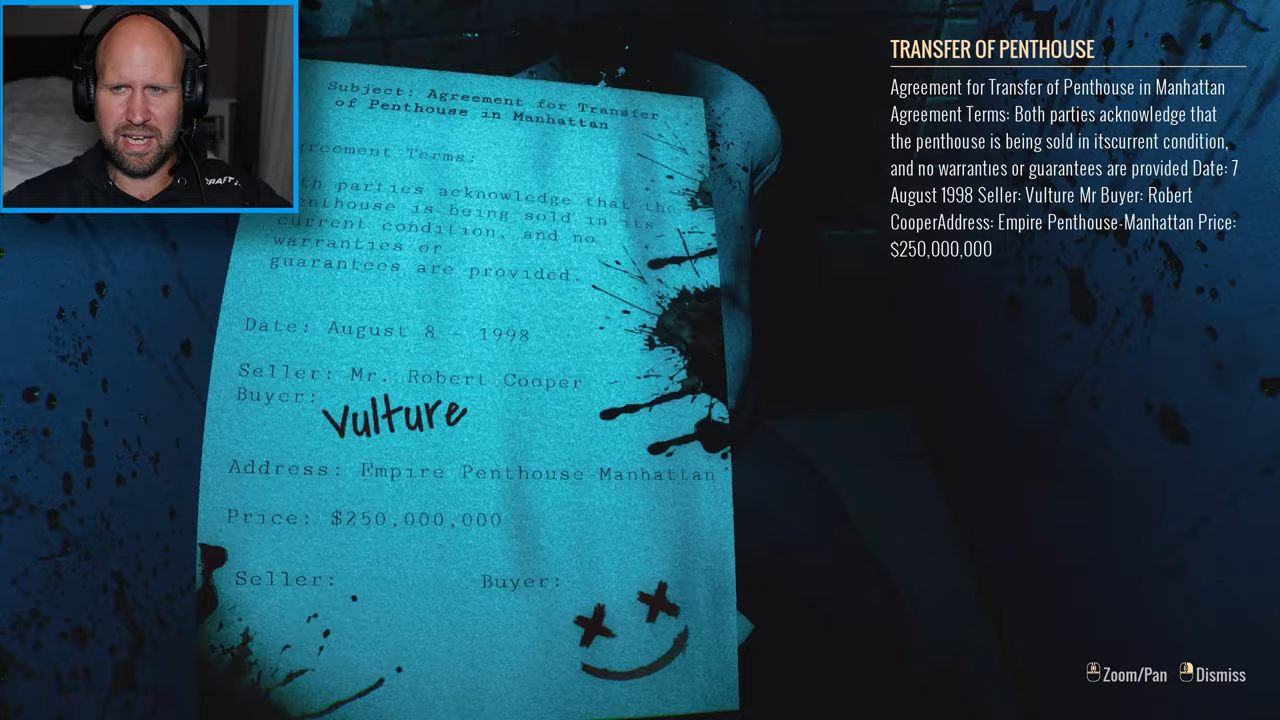 Subject: Agreement for Transfer
of Penthouse in Manhattan
greement Terms:
th parties acknowledge that the
enthouse is being sold in its
current condition, and no
warranties or
guarantees are provided.
Date: August 8 - 1998
Seller: Mr. Robert Cooper
Buyer:
Vulture
Address: Empire Penthouse-Manhattan
Price: $250,000,000
Seller: Buyer:
TRANSFER OF PENTHOUSE
Agreement for Transfer of Penthouse in Manhattan
Agreement Terms: Both parties acknowledge that
the penthouse is being sold in itscurrent condition,
and no warranties or guarantees are provided Date: 7
August 1998 Seller: Vulture Mr Buyer: Robert
CooperAddress: Empire Penthouse-Manhattan Price:
$250,000,000
Zoom/Pan Dismiss